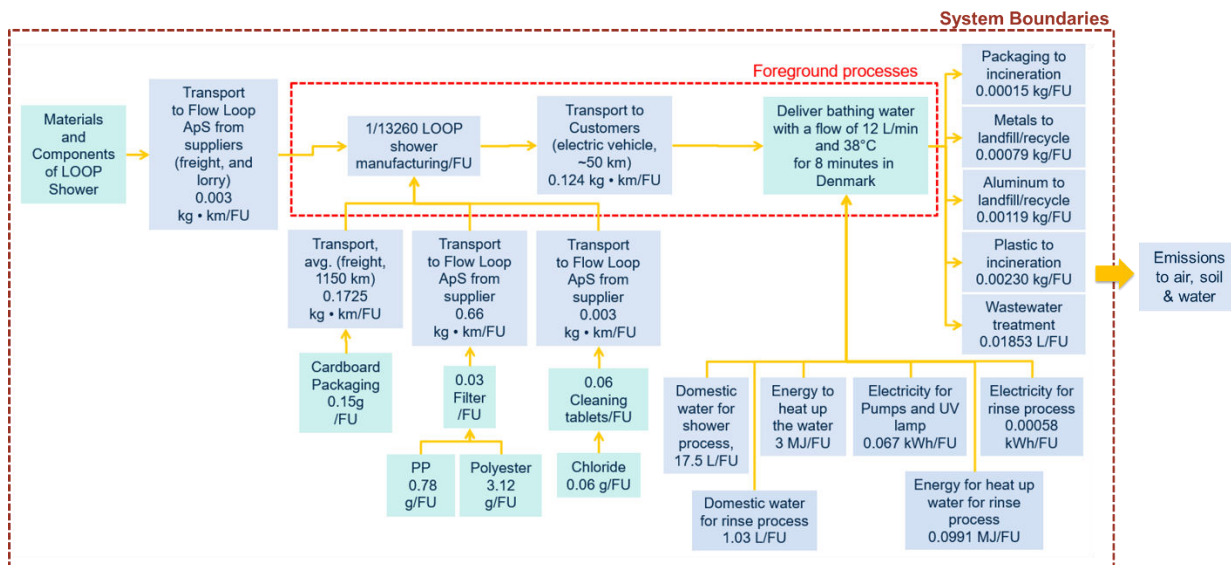 System Boundaries
Foreground processes
Materials
and
Components
of LOOP
Shower
Transport
to Flow Loop
ApS from
suppliers
(freight, and
lorry)
0.003
kg • km/FU
1/13260 LOOP
shower
manufacturing/FU
Transport to
Customers
(electric vehicle,
~50 km)
0.124 kg • km/FU
Deliver bathing water
with a flow of 12 L/min
and 38°C
for 8 minutes in
Denmark
Packaging to
incineration
0.00015 kg/FU
Metals to
landfill/recycle
0.00079 kg/FU
Aluminum to
landfill/recycle
0.00119 kg/FU
Plastic to
incineration
0.00230 kg/FU
Wastewater
treatment
0.01853 L/FU
Emissions
to air, soil
& water
Transport,
avg. (freight,
1150 km)
0.1725
kg • km/FU
Transport
to Flow Loop
ApS from
supplier
0.66
kg • km/FU
Transport
to Flow Loop
ApS from
supplier
0.003
kg • km/FU
Cardboard
Packaging
0.15g
/FU
0.03
Filter
/FU
0.06
Cleaning
tablets/FU
PP
0.78
g/FU
Polyester
3.12
g/FU
Chloride
0.06 g/FU
Domestic
water for
shower
process,
17.5 L/FU
Energy to
heat up
the water
3 MJ/FU
Electricity for
Pumps and UV
lamp
0.067 kWh/FU
Electricity for
rinse process
0.00058
kWh/FU
Domestic water
for rinse process
1.03 L/FU
Energy for heat up
water for rinse
process
0.0991 MJ/FU